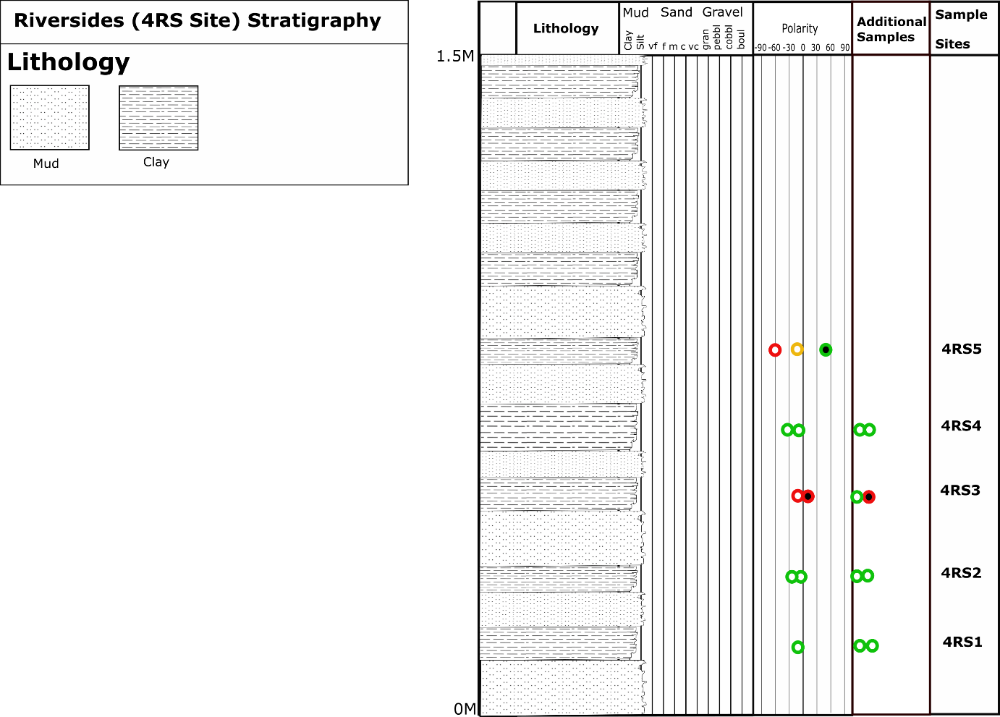 Riversides (4RS Site) Stratigraphy
Lithology
Mud
Clay
Lithology
Mud Sand Gravel
Clay
Silt
vf f m c vc
gran
pebbl
cobbl
boul
Polarity
-90 -60 -30 0 30 60 90
Additional
Samples
Sample
Sites
1.5M
4RS5
4RS4
4RS3
4RS2
4RS1
0M